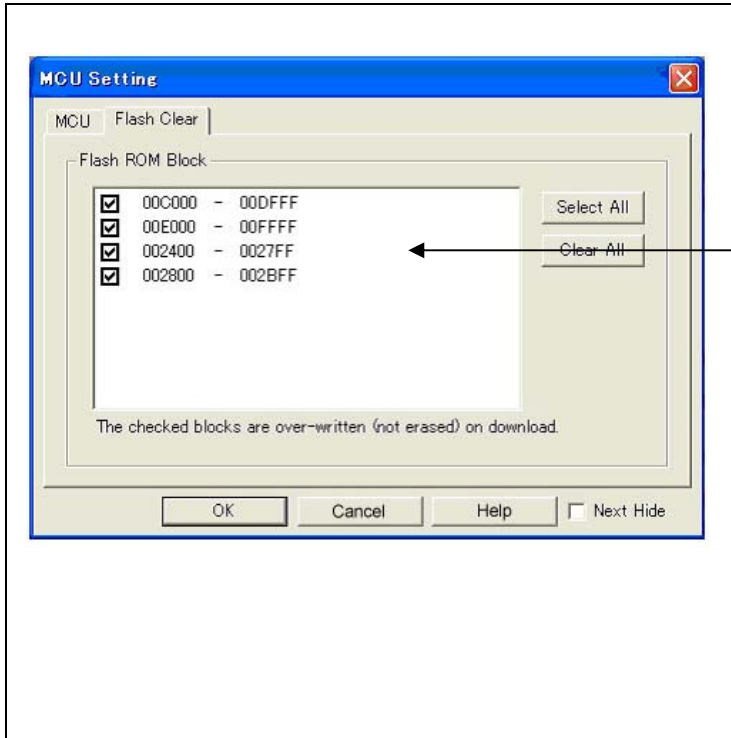 MCU Setting
MCU Flash Clear
Flash ROM Block
00C000 - 00DFFF
00E000 - 00FFFF
002400 - 0027FF
002800 - 002BFF
Select All
Clear All
The checked blocks are over-written (not erased) on download.
OK Cancel Help Next Hide